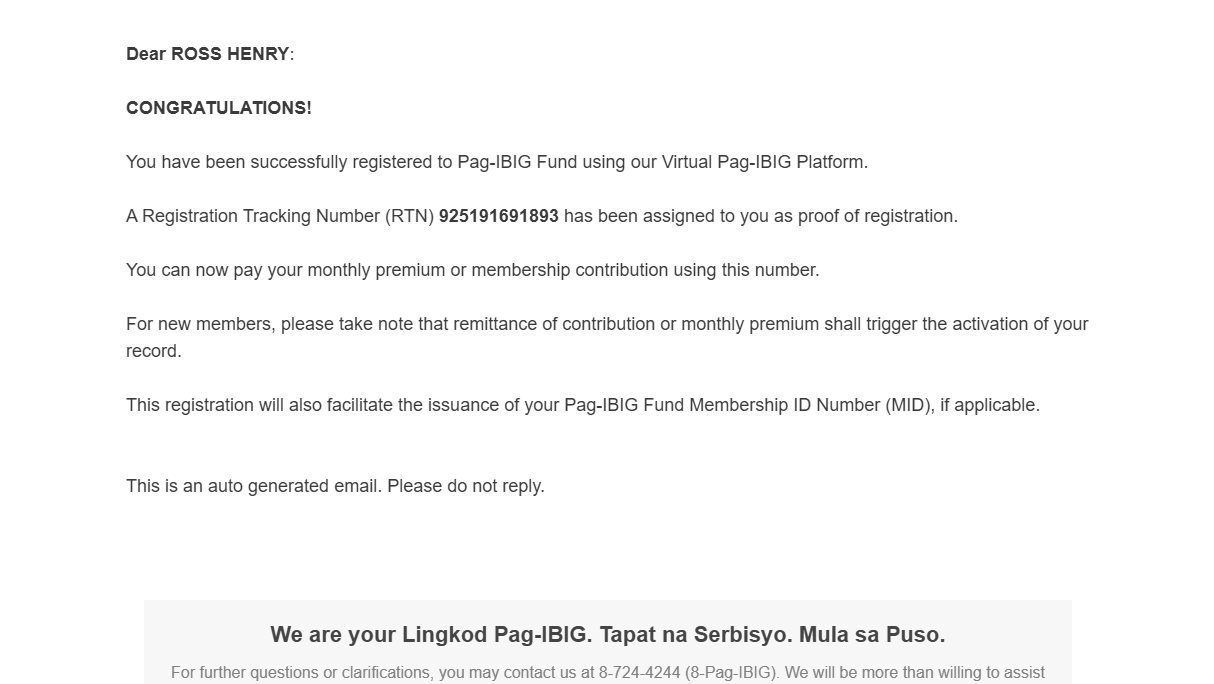 Dear ROSS HENRY:
CONGRATULATIONS!
You have been successfully registered to Pag-IBIG Fund using our Virtual Pag-IBIG Platform.
A Registration Tracking Number (RTN) 925191691893 has been assigned to you as proof of registration.
You can now pay your monthly premium or membership contribution using this number.
For new members, please take note that remittance of contribution or monthly premium shall trigger the activation of your
record.
This registration will also facilitate the issuance of your Pag-IBIG Fund Membership ID Number (MID), if applicable.
This is an auto generated email. Please do not reply.
We are your Lingkod Pag-IBIG. Tapat na Serbisyo. Mula sa Puso.
For further questions or clarifications, you may contact us at 8-724-4244 (8-Pag-IBIG). We will be more than willing to assist